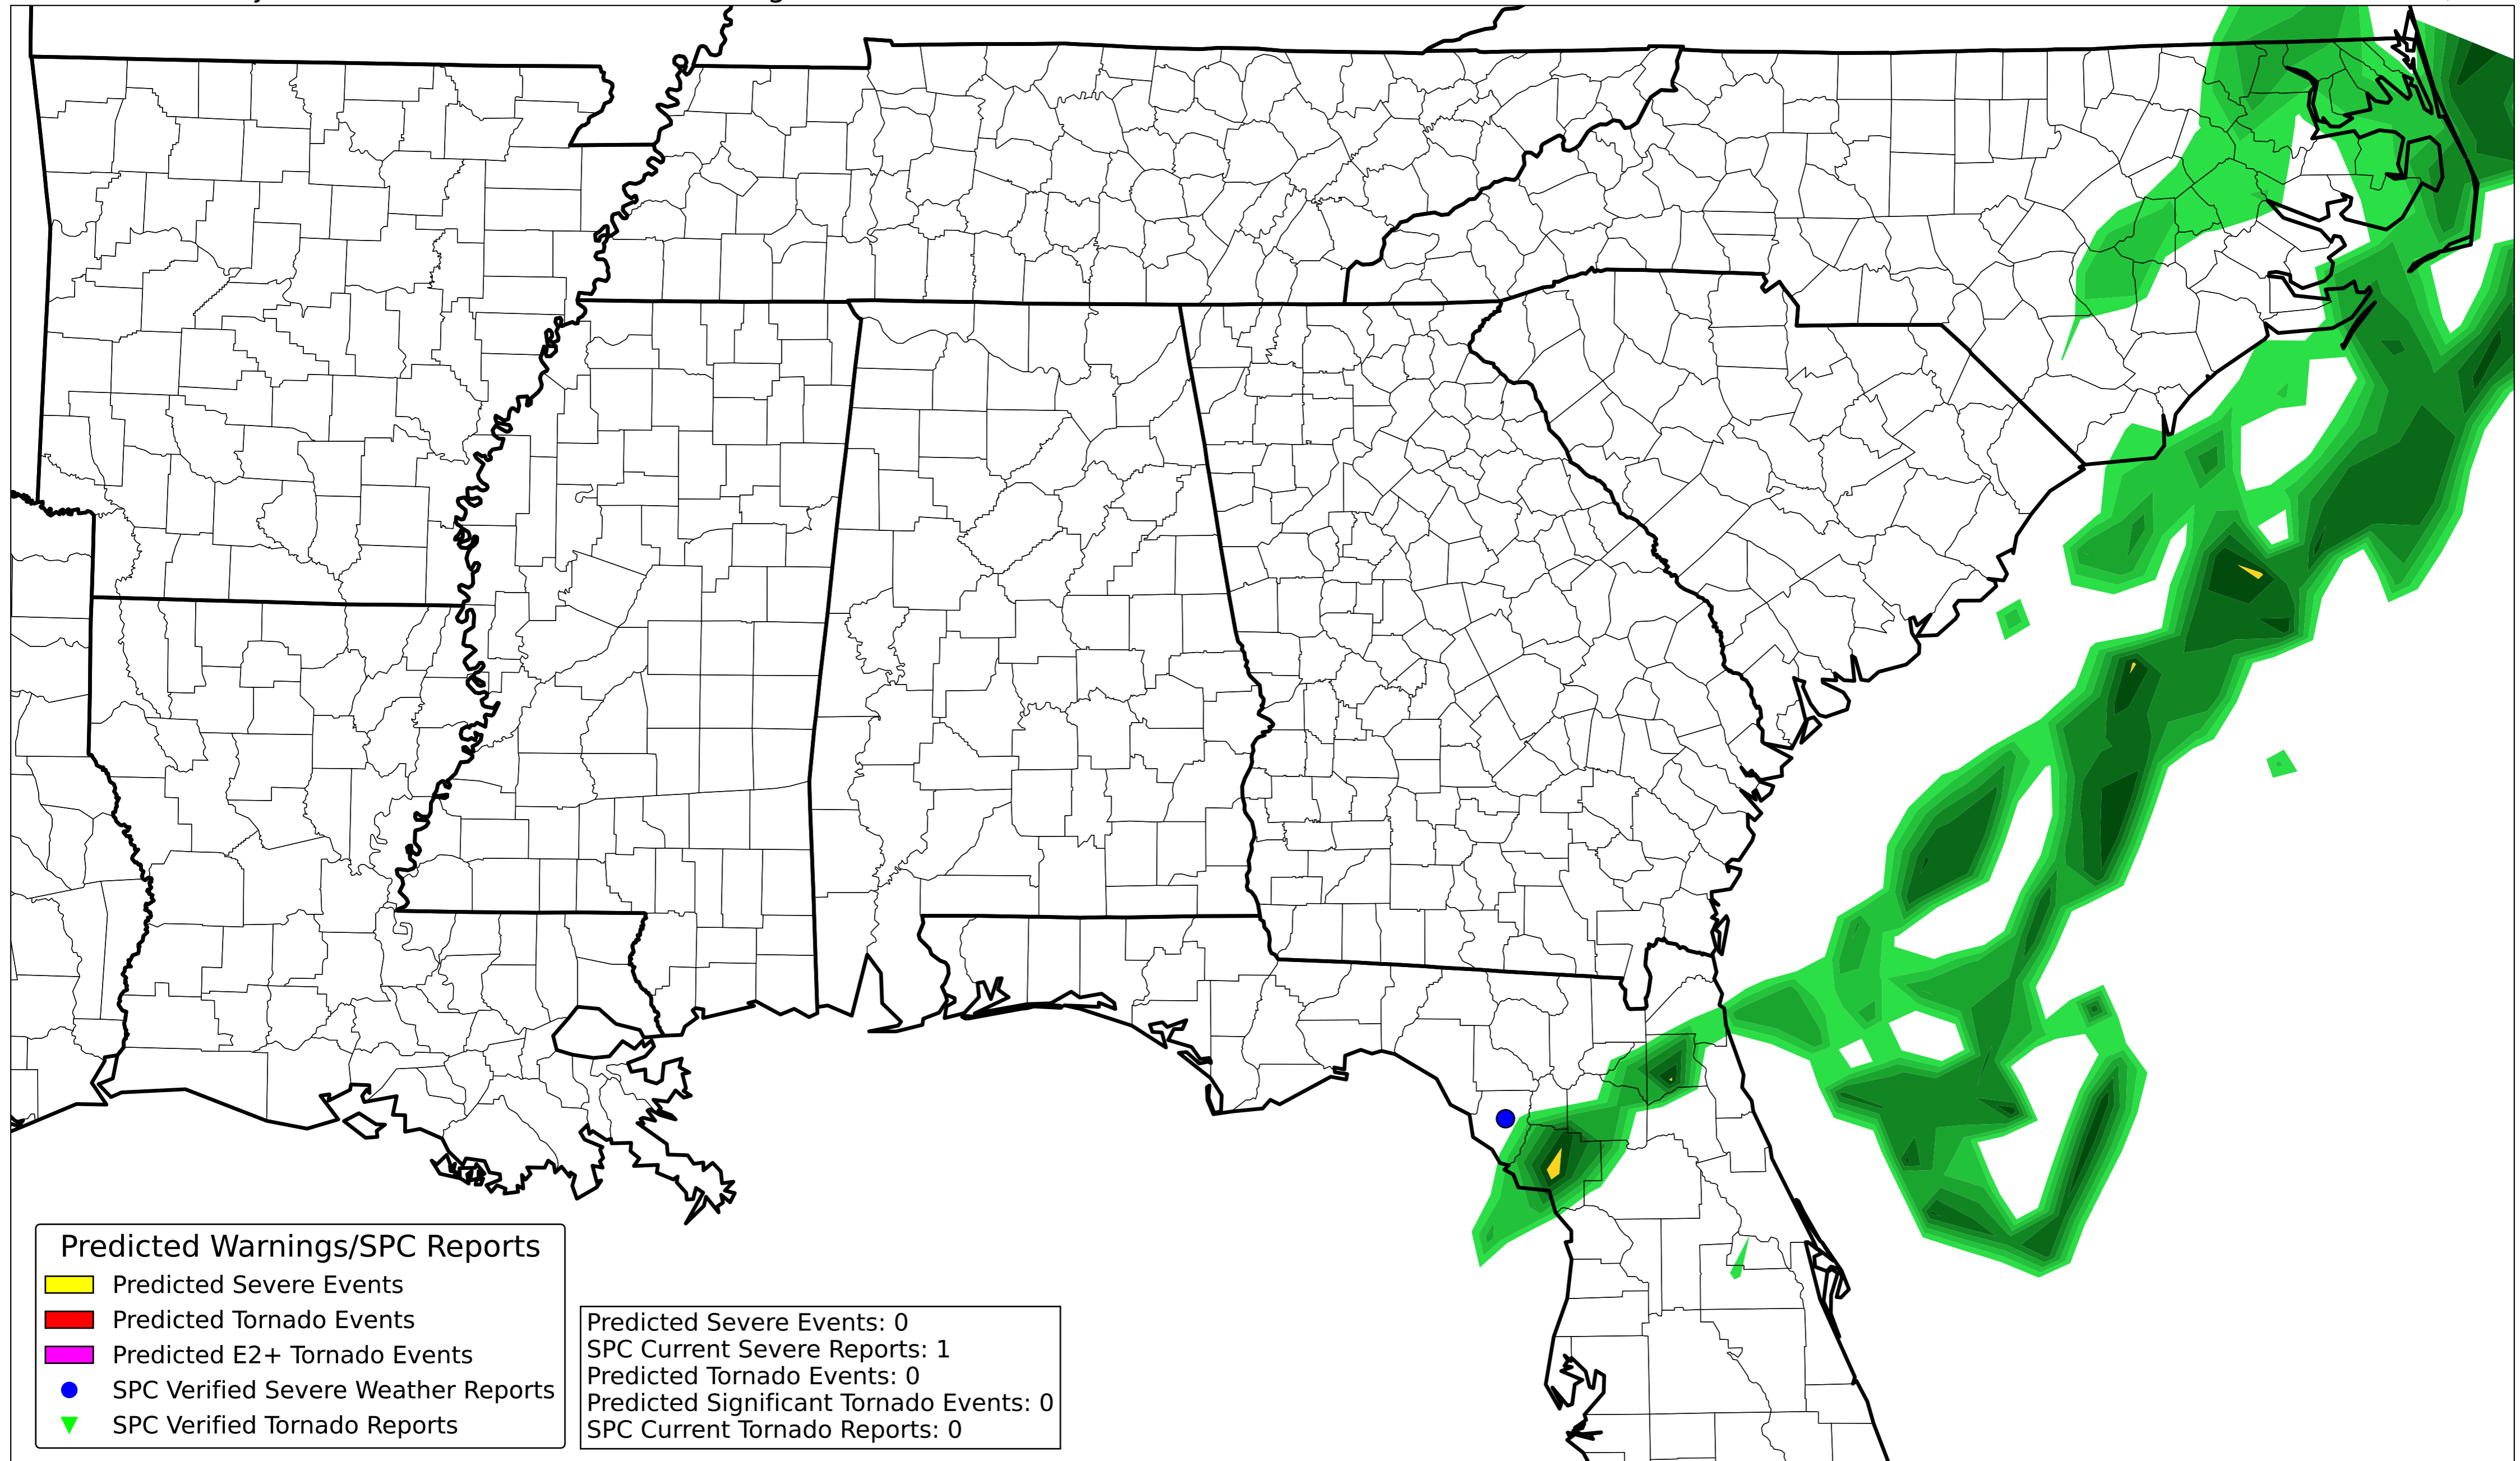 Predicted Warnings/SPC Reports
Predicted Severe Events
Predicted Tornado Events
Predicted E2+ Tornado Events
SPC Verified Severe Weather Reports
SPC Verified Tornado Reports
Predicted Severe Events: 0
SPC Current Severe Reports: 1
Predicted Tornado Events: 0
Predicted Significant Tornado Events: 0
SPC Current Tornado Reports: 0